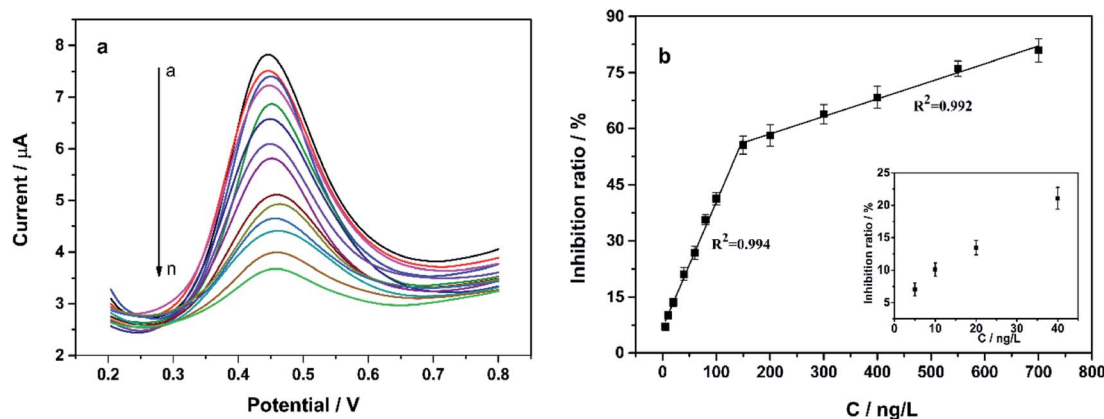 a
8
7
6
5
4
3
2
Current / μA
a
n
0.2 0.3 0.4 0.5 0.6 0.7 0.8
Potential / V
b
90
75
60
45
30
15
0
Inhibition ratio / %
R²=0.994
R²=0.992
0 100 200 300 400 500 600 700 800
C / ng/L
25
20
15
10
5
Inhibition ratio / %
0 10 20 30 40
C / ng/L